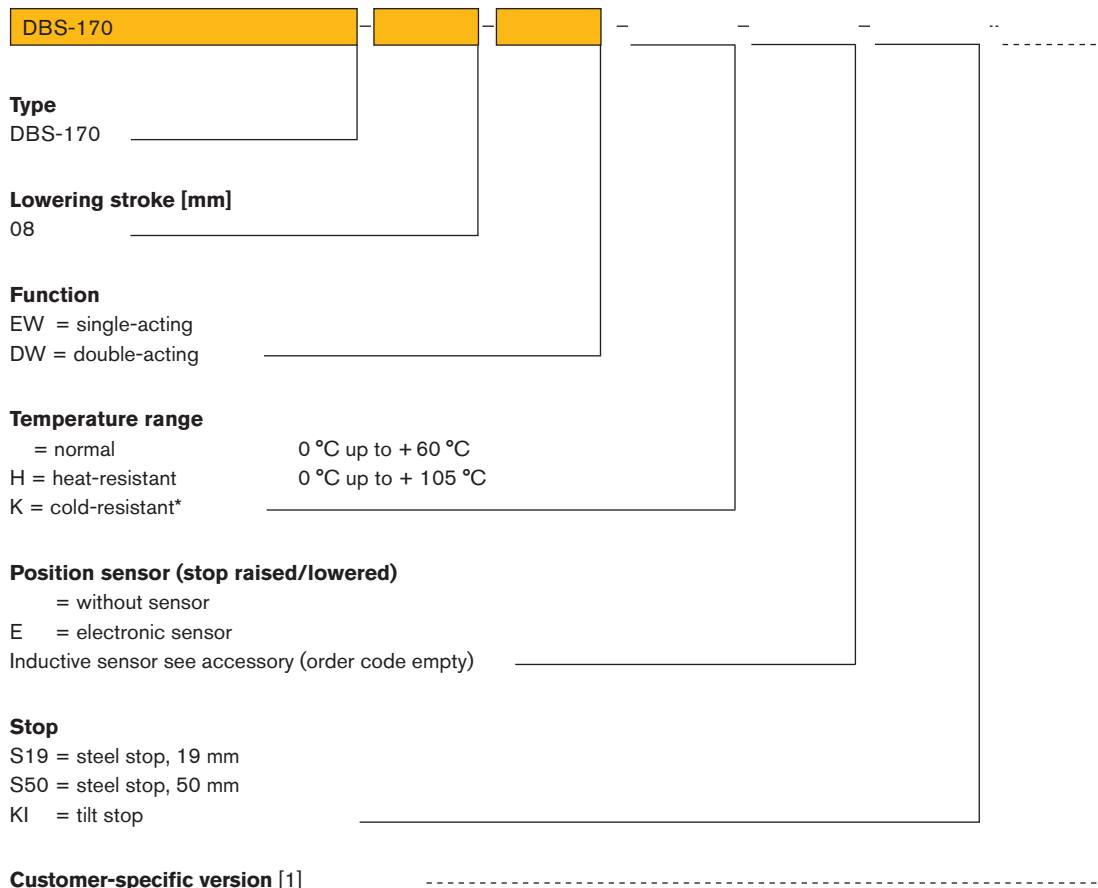 DBS-170 – – – – – --
Type
DBS-170
Lowering stroke [mm]
08
Function
EW = single-acting
DW = double-acting
Temperature range
= normal 0 °C up to + 60 °C
H = heat-resistant 0 °C up to + 105 °C
K = cold-resistant*
Position sensor (stop raised/lowered)
= without sensor
E = electronic sensor
Inductive sensor see accessory (order code empty)
Stop
S19 = steel stop, 19 mm
S50 = steel stop, 50 mm
KI = tilt stop
Customer-specific version [1]